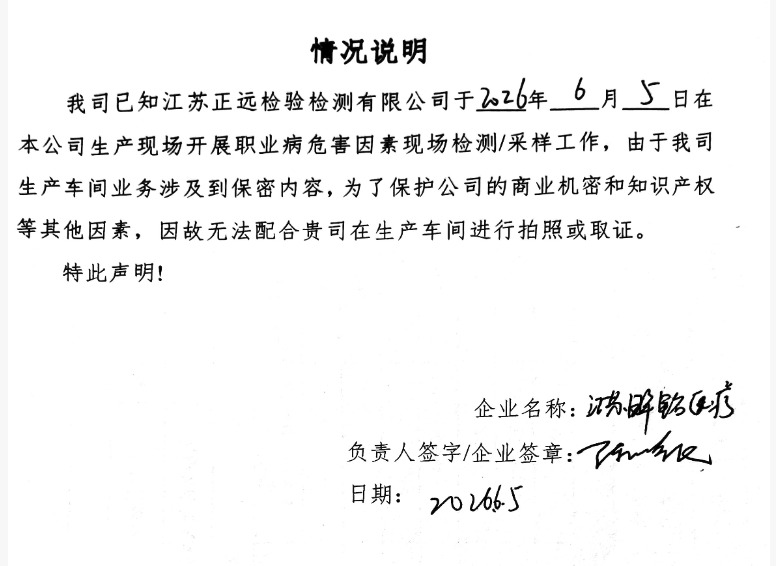 情况说明
我司已知江苏正远检验检测有限公司于2026年 6 月 5 日在
本公司生产现场开展职业病危害因素现场检测/采样工作，由于我司
生产车间业务涉及到保密内容，为了保护公司的商业机密和知识产权
等其他因素，因故无法配合贵司在生产车间进行拍照或取证。
特此声明!
企业名称：江苏 医疗
负责人签字/企业签章：
日期： 2026.6.5